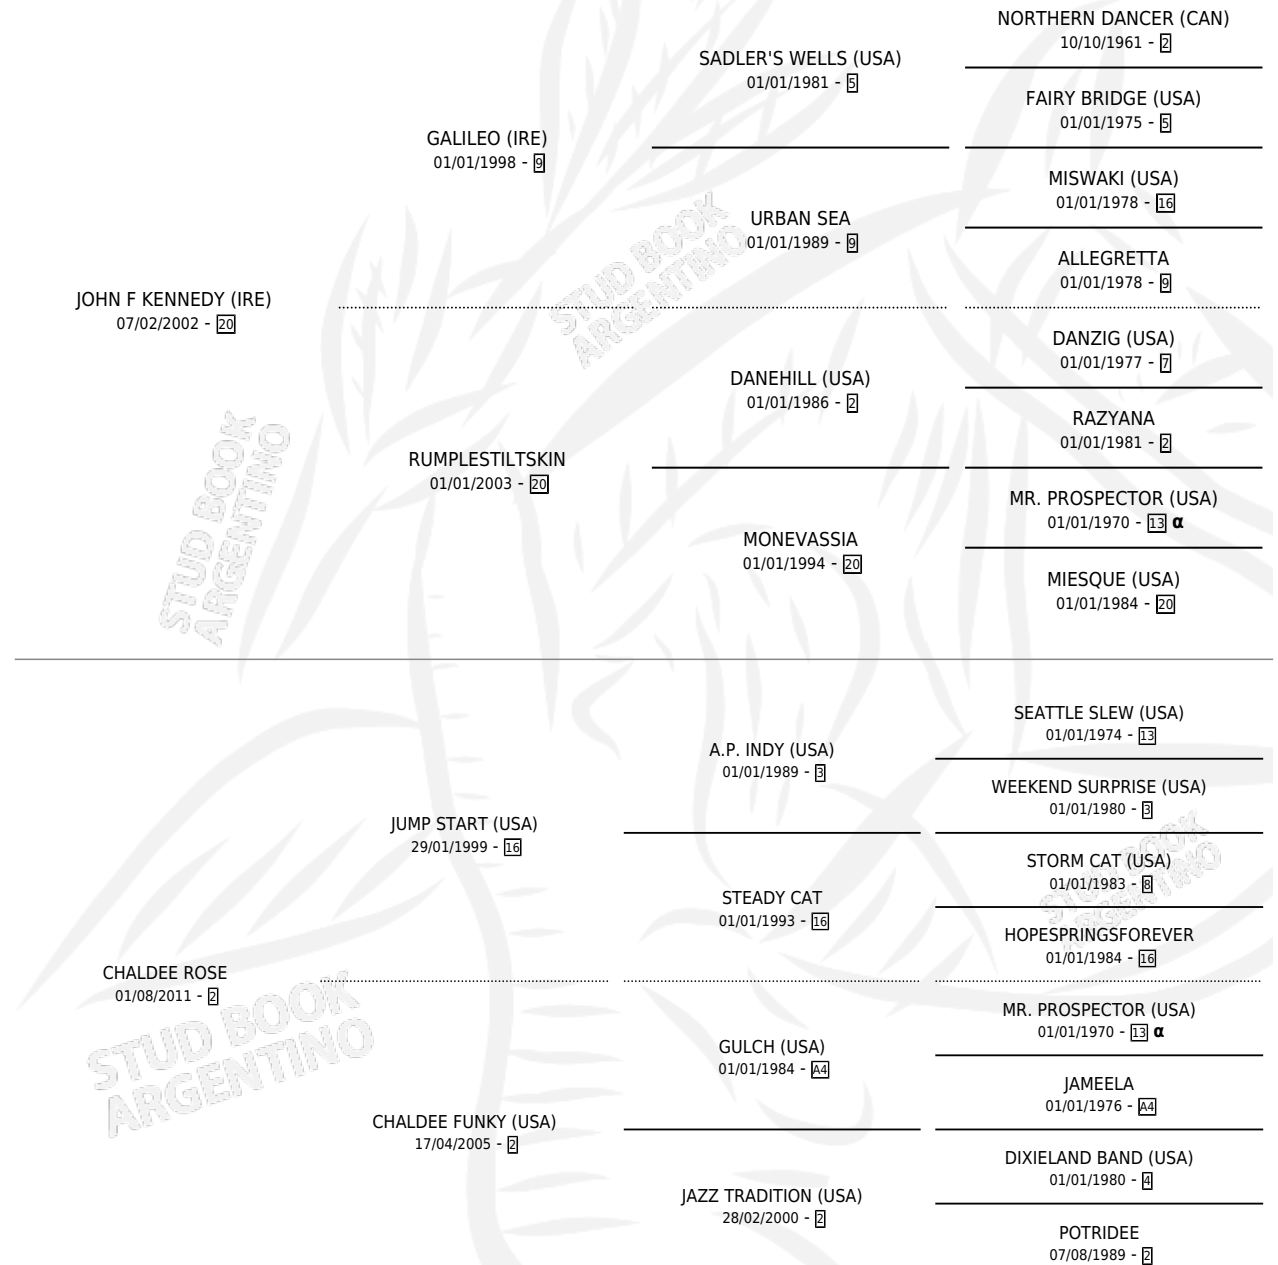 NORTHERN DANCER (CAN)
10/10/1961 - 2
SADLER'S WELLS (USA)
01/01/1981 - 5
FAIRY BRIDGE (USA)
01/01/1975 - 5
GALILEO (IRE)
01/01/1998 - 9
MISWAKI (USA)
01/01/1978 - 16
URBAN SEA
01/01/1989 - 9
ALLEGRETTA
01/01/1978 - 9
JOHN F KENNEDY (IRE)
07/02/2002 - 20
DANZIG (USA)
01/01/1977 - 7
DANEHILL (USA)
01/01/1986 - 2
RAZYANA
01/01/1981 - 2
RUMPLESTILTSKIN
01/01/2003 - 20
MR. PROSPECTOR (USA)
01/01/1970 - 13 α
MONEVASSIA
01/01/1994 - 20
MIESQUE (USA)
01/01/1984 - 20
SEATTLE SLEW (USA)
01/01/1974 - 13
A.P. INDY (USA)
01/01/1989 - 3
WEEKEND SURPRISE (USA)
01/01/1980 - 3
JUMP START (USA)
29/01/1999 - 16
STORM CAT (USA)
01/01/1983 - 8
STEADY CAT
01/01/1993 - 16
HOPESPRINGSFOREVER
01/01/1984 - 16
CHALDEE ROSE
01/08/2011 - 2
MR. PROSPECTOR (USA)
01/01/1970 - 13 α
GULCH (USA)
01/01/1984 - A4
JAMEELA
01/01/1976 - A4
CHALDEE FUNKY (USA)
17/04/2005 - 2
DIXIELAND BAND (USA)
01/01/1980 - 4
JAZZ TRADITION (USA)
28/02/2000 - 2
POTRIDEE
07/08/1989 - 2
STUD BOOK
ARGENTINO
STUD BOOK
ARGENTINO
STUD BOOK
ARGENTINO
STUD BOOK
ARGENTINO